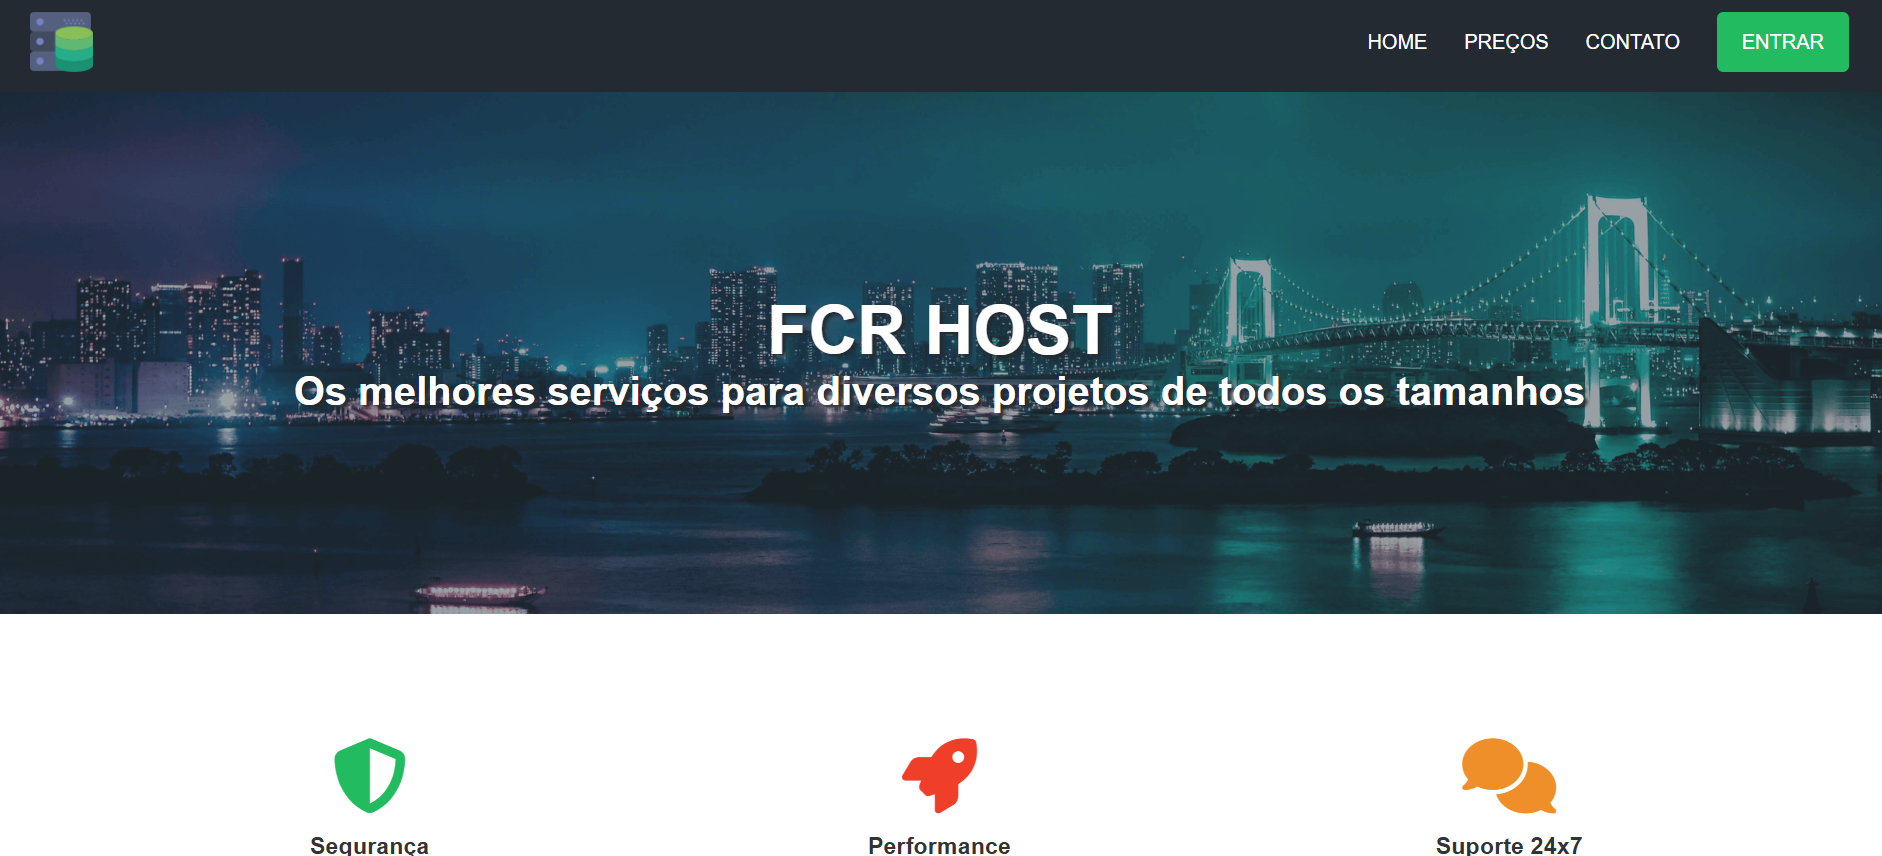 HOME PREÇOS CONTATO ENTRAR
FCR HOST
Os melhores serviços para diversos projetos de todos os tamanhos
Segurança Performance Suporte 24x7